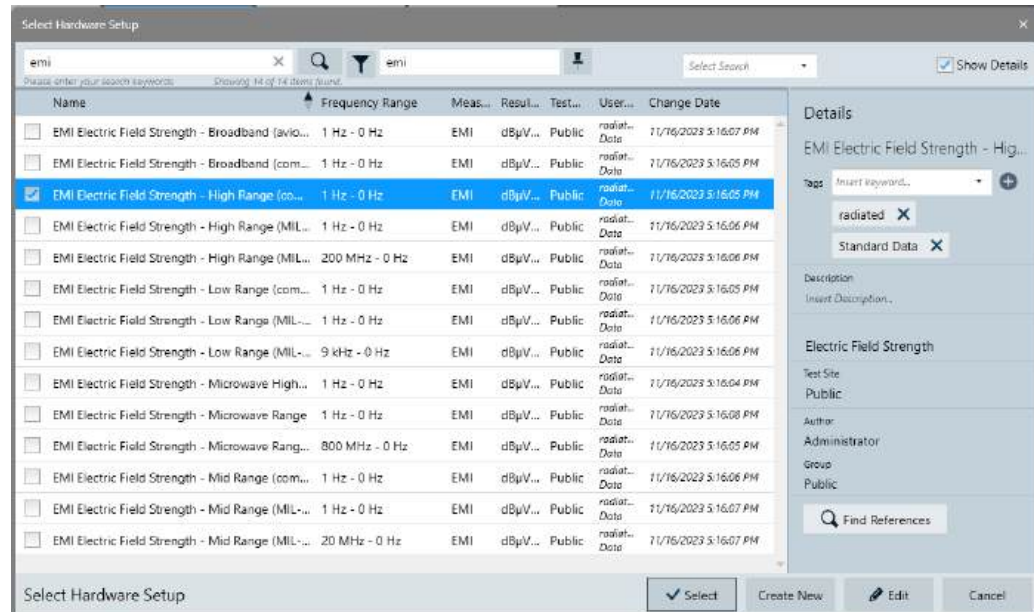 Select Hardware Setup
emi
emi
Select Search
Show Details
Please enter your search keywords
Showing 14 of 14 items found.
Name Frequency Range Meas... Resul... Test... User... Change Date
EMI Electric Field Strength - Broadband (avio... 1 Hz - 0 Hz EMI dBµV... Public radiat... Data 11/16/2023 5:16:07 PM
EMI Electric Field Strength - Broadband (com... 1 Hz - 0 Hz EMI dBµV... Public radiat... Data 11/16/2023 5:16:05 PM
EMI Electric Field Strength - High Range (co... 1 Hz - 0 Hz EMI dBµV... Public radiat... Data 11/16/2023 5:16:05 PM
EMI Electric Field Strength - High Range (MIL... 1 Hz - 0 Hz EMI dBµV... Public radiat... Data 11/16/2023 5:16:06 PM
EMI Electric Field Strength - High Range (MIL... 200 MHz - 0 Hz EMI dBµV... Public radiat... Data 11/16/2023 5:16:06 PM
EMI Electric Field Strength - Low Range (com... 1 Hz - 0 Hz EMI dBµV... Public radiat... Data 11/16/2023 5:16:05 PM
EMI Electric Field Strength - Low Range (MIL-... 1 Hz - 0 Hz EMI dBµV... Public radiat... Data 11/16/2023 5:16:06 PM
EMI Electric Field Strength - Low Range (MIL-... 9 kHz - 0 Hz EMI dBµV... Public radiat... Data 11/16/2023 5:16:06 PM
EMI Electric Field Strength - Microwave High... 1 Hz - 0 Hz EMI dBµV... Public radiat... Data 11/16/2023 5:16:04 PM
EMI Electric Field Strength - Microwave Range 1 Hz - 0 Hz EMI dBµV... Public radiat... Data 11/16/2023 5:16:08 PM
EMI Electric Field Strength - Microwave Rang... 800 MHz - 0 Hz EMI dBµV... Public radiat... Data 11/16/2023 5:16:05 PM
EMI Electric Field Strength - Mid Range (com... 1 Hz - 0 Hz EMI dBµV... Public radiat... Data 11/16/2023 5:16:06 PM
EMI Electric Field Strength - Mid Range (MIL-... 1 Hz - 0 Hz EMI dBµV... Public radiat... Data 11/16/2023 5:16:07 PM
EMI Electric Field Strength - Mid Range (MIL-... 20 MHz - 0 Hz EMI dBµV... Public radiat... Data 11/16/2023 5:16:07 PM
Details
EMI Electric Field Strength - Hig...
Tags Insert keyword...
radiated
Standard Data
Description
Insert Description...
Electric Field Strength
Test Site
Public
Author
Administrator
Group
Public
Find References
Select Hardware Setup
Select
Create New
Edit
Cancel